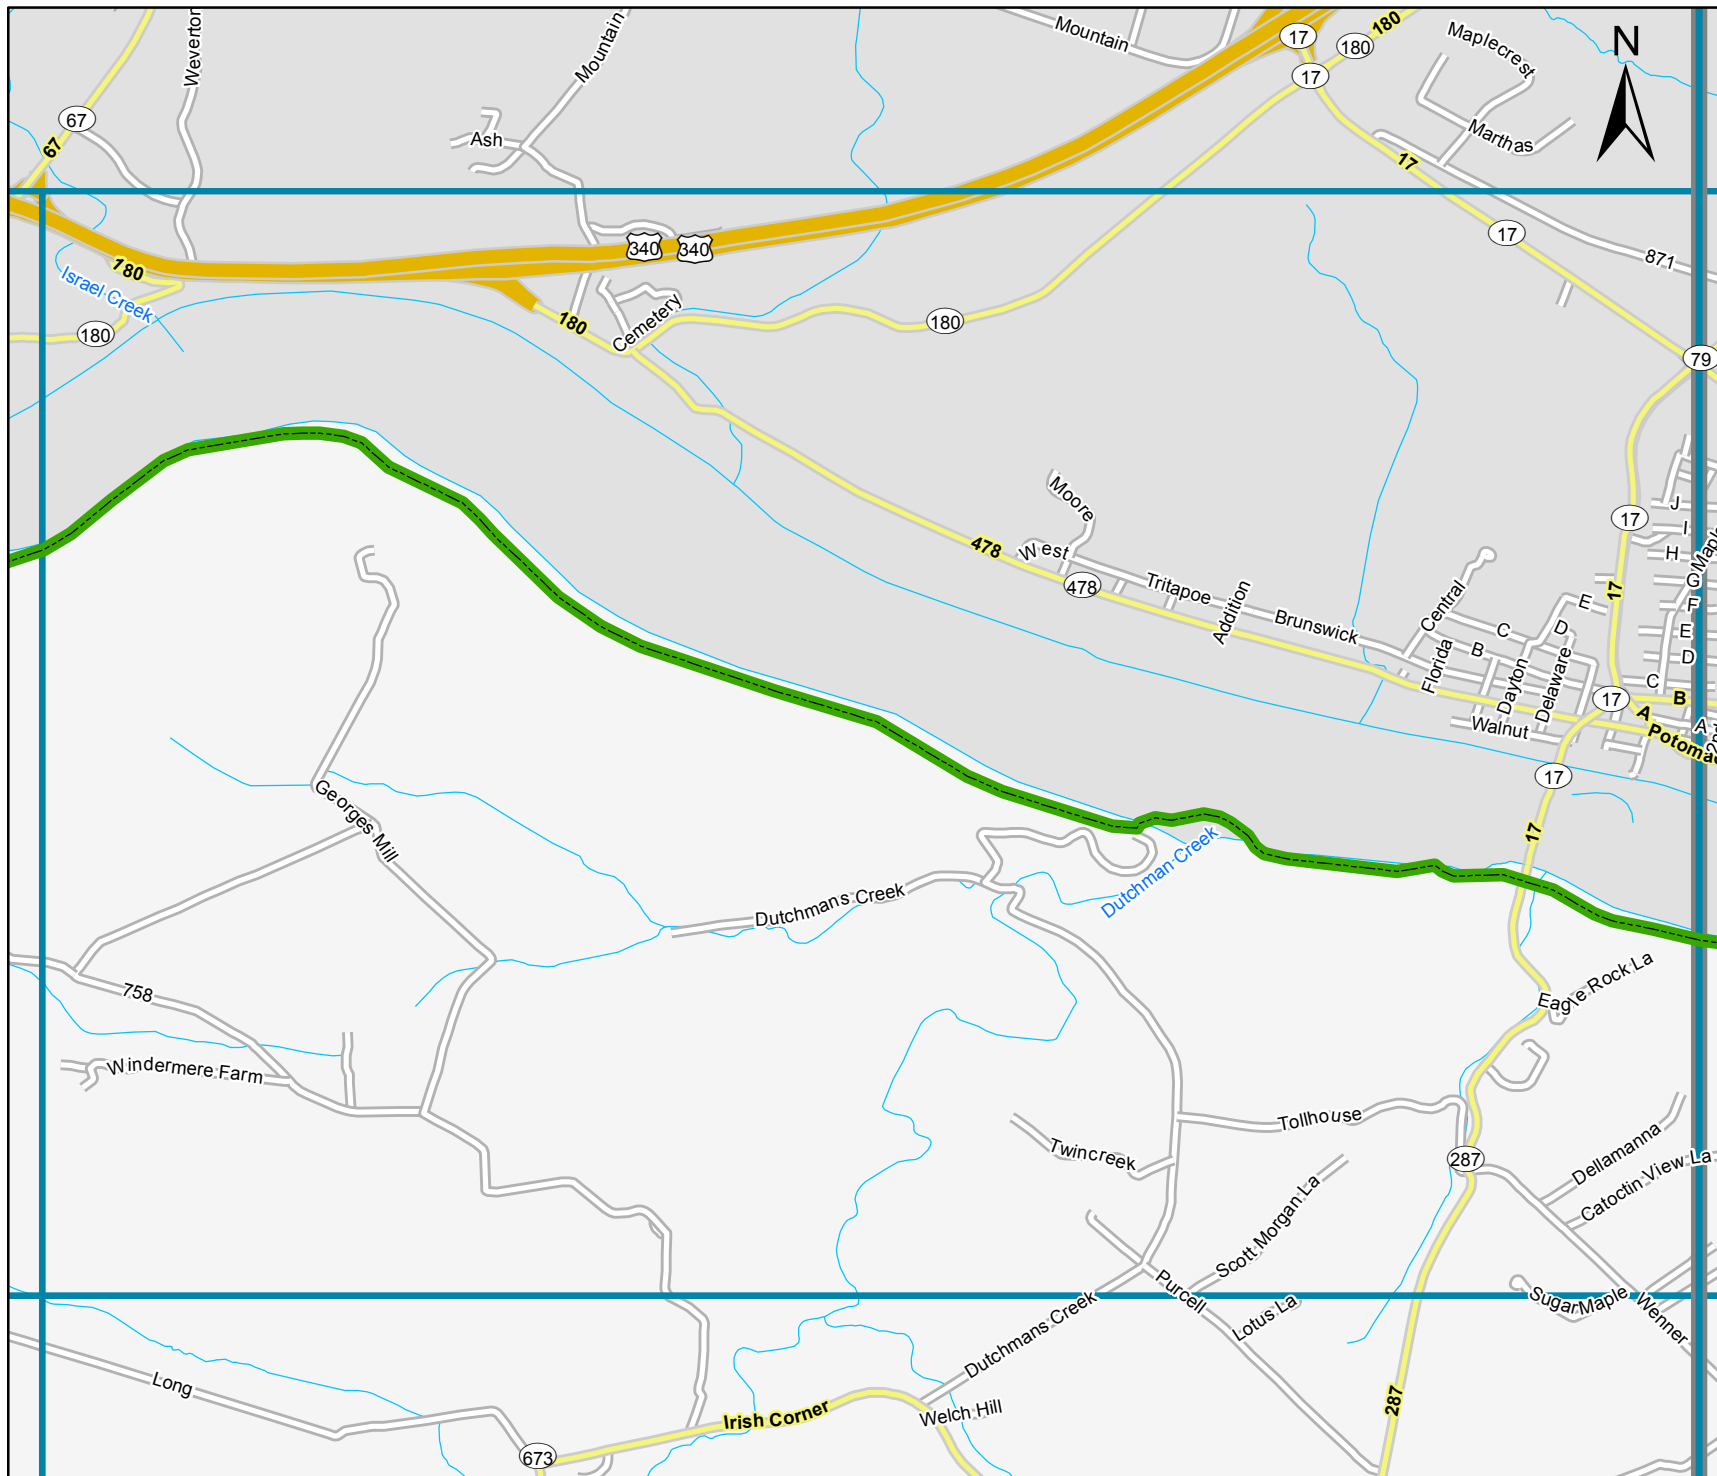 Weverton
Mountain
Mountain
17
180
180
Maplecrest
N
17
67
67
Ash
Marthas
17
17
871
340
340
180
Israel Creek
180
180
Cemetery
180
79
Moore
J
17
I
478
West
H
Maple
478
Tritapoe
Addition
Brunswick
Central
E
17
G
F
C
D
E
B
D
Florida
Dayton
Delaware
C
17
B
A
Walnut
A
2nd
Potomac
17
Georges Mill
17
Dutchman Creek
Dutchmans Creek
Eagle Rock La
758
Windermere Farm
Tollhouse
Twincreek
287
Dellamanna
Catoctin View La
Scott Morgan La
Purcell
Lotus La
Sugar Maple
Wenner
Dutchmans Creek
Long
287
Irish Corner
Welch Hill
673